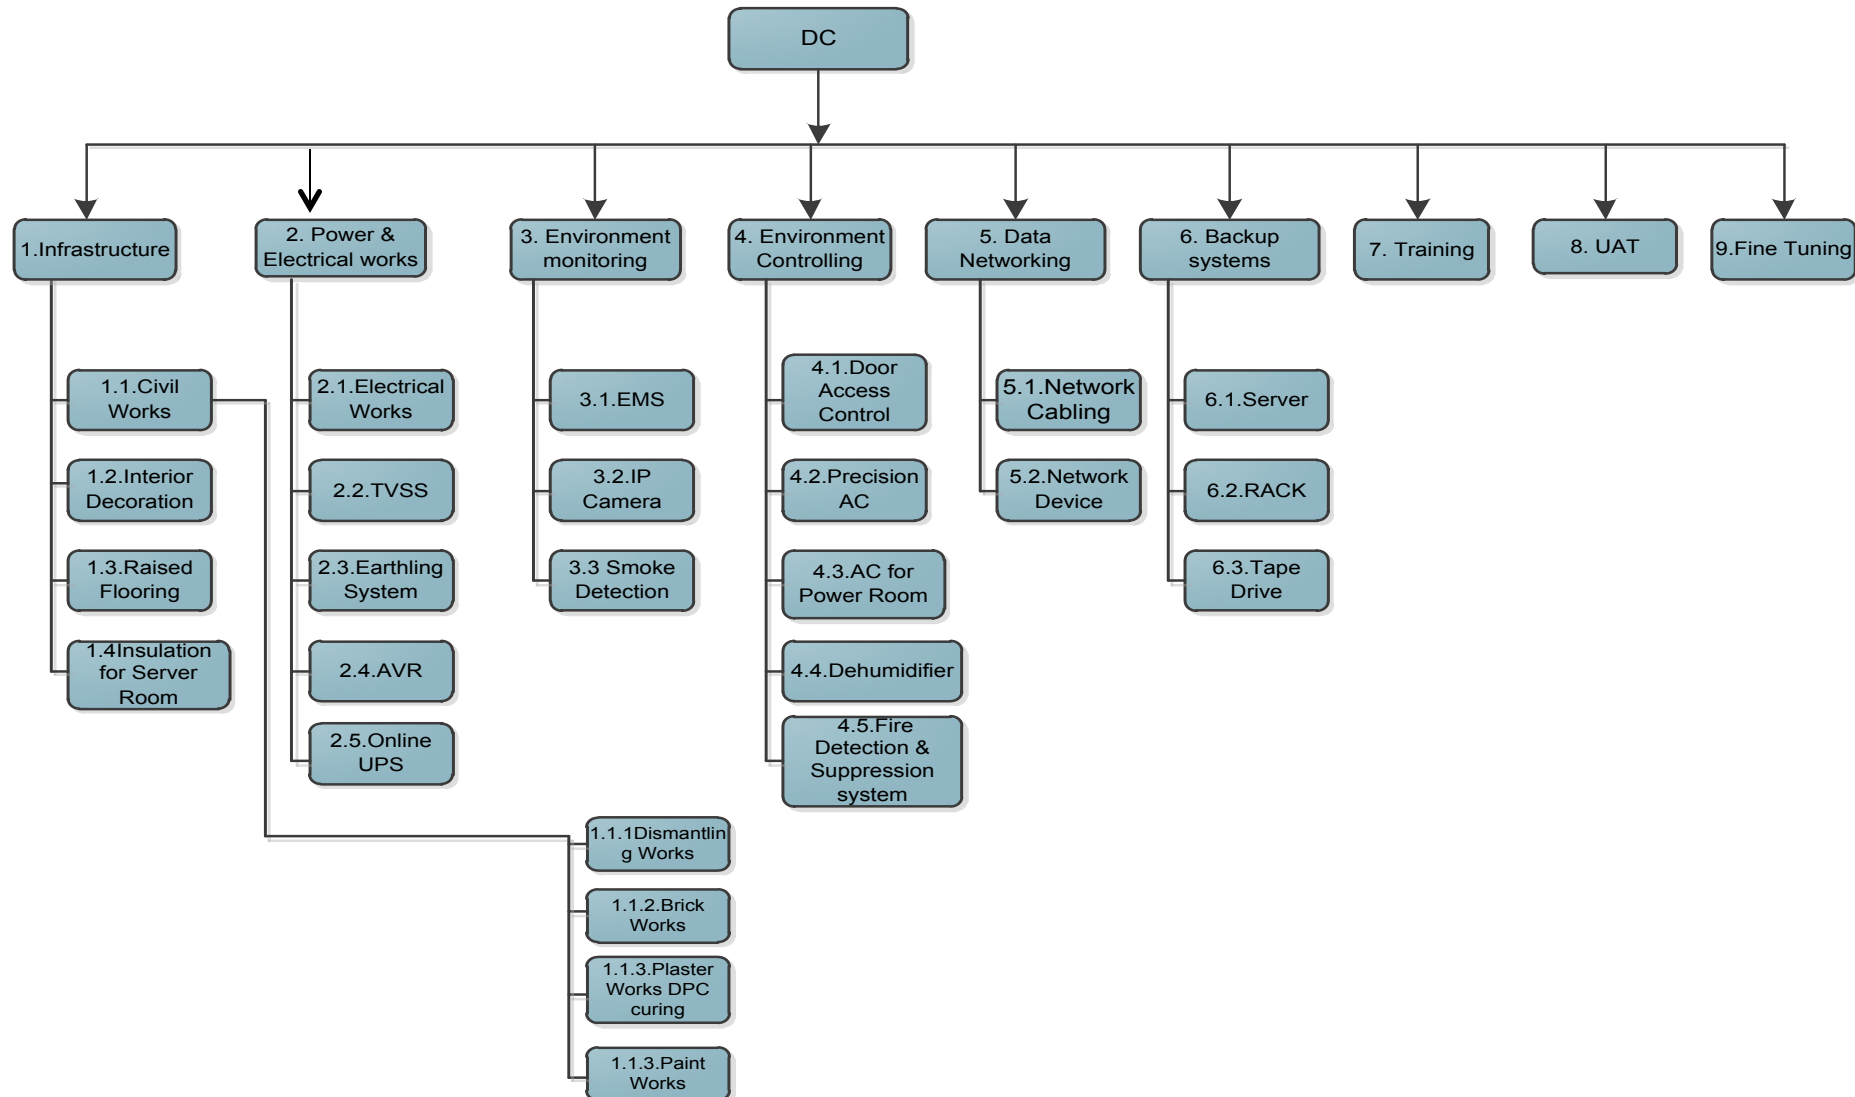 DC
1.Infrastructure
2. Power &
Electrical works
3. Environment
monitoring
4. Environment
Controlling
5. Data
Networking
6. Backup
systems
7. Training
8. UAT
9.Fine Tuning
1.1.Civil
Works
1.2.Interior
Decoration
1.3.Raised
Flooring
1.4Insulation
for Server
Room
2.1.Electrical
Works
2.2.TVSS
2.3.Earthling
System
2.4.AVR
2.5.Online
UPS
3.1.EMS
3.2.IP
Camera
3.3 Smoke
Detection
4.1.Door
Access
Control
4.2.Precision
AC
4.3.AC for
Power Room
4.4.Dehumidifier
4.5.Fire
Detection &
Suppression
system
5.1.Network
Cabling
5.2.Network
Device
6.1.Server
6.2.RACK
6.3.Tape
Drive
1.1.1Dismantlin
g Works
1.1.2.Brick
Works
1.1.3.Plaster
Works DPC
curing
1.1.3.Paint
Works